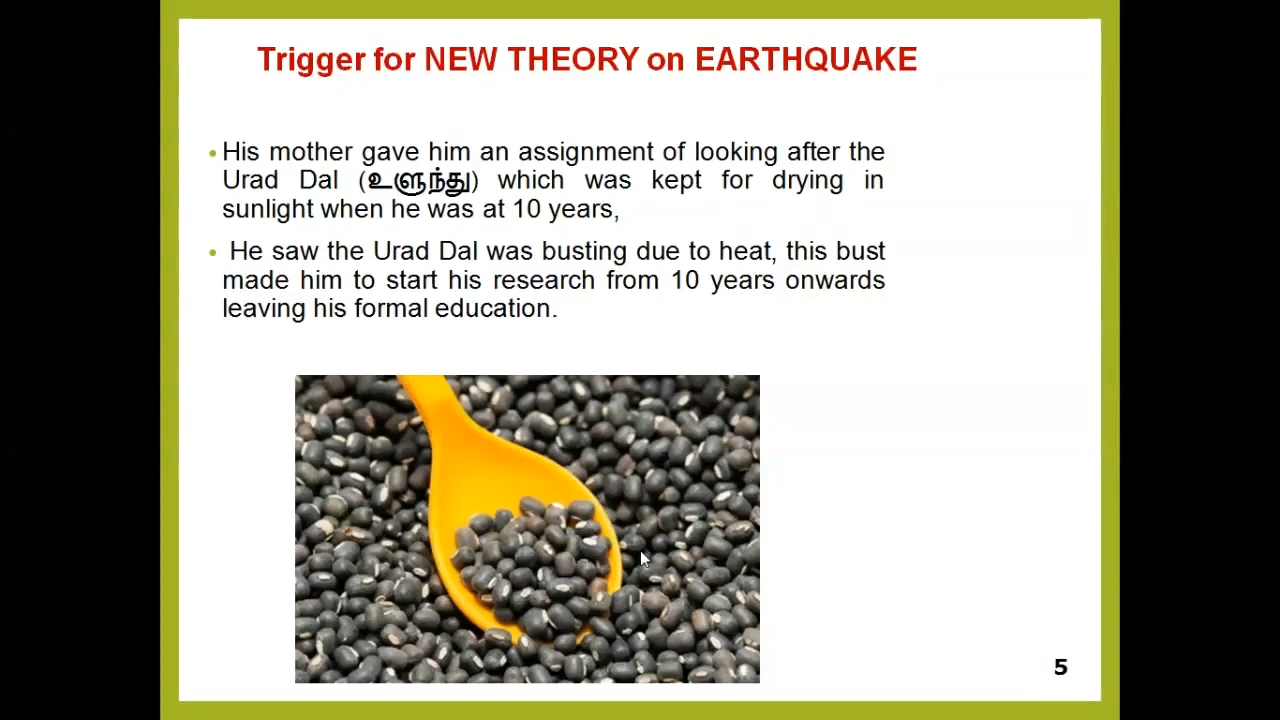 Trigger for NEW THEORY on EARTHQUAKE
• His mother gave him an assignment of looking after the
Urad Dal (உளுந்து) which was kept for drying in
sunlight when he was at 10 years,
• He saw the Urad Dal was busting due to heat, this bust
made him to start his research from 10 years onwards
leaving his formal education.
5